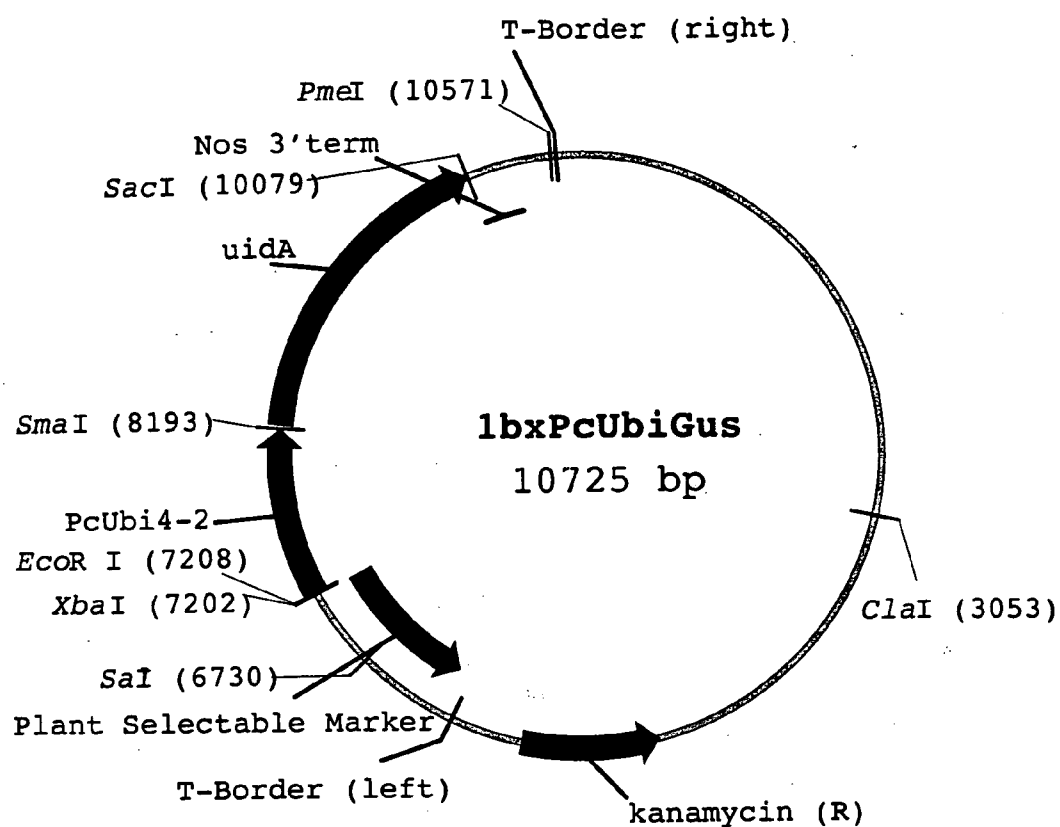 T-Border (right)
PmeI (10571)
Nos 3'term
SacI (10079)
uidA
SmaI (8193)
1bxPcUbiGus
10725 bp
PcUbi4-2
EcoR I (7208)
XbaI (7202)
ClaI (3053)
SaI (6730)
Plant Selectable Marker
T-Border (left)
kanamycin (R)